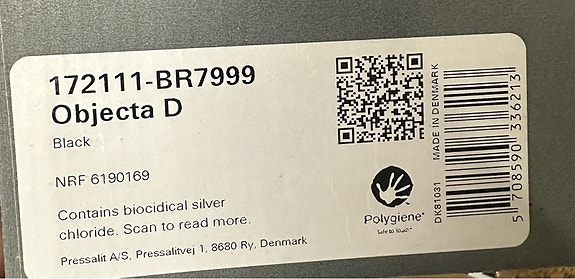 172111-BR7999
Objecta D
Black
NRF 6190169
Contains biocidical silver
chloride. Scan to read more.
Pressalit A/S, Pressalitvej 1, 8680 Ry, Denmark
Polygiene®
Safe to Touch™
DK81031
MADE IN DENMARK
5 708590 336213